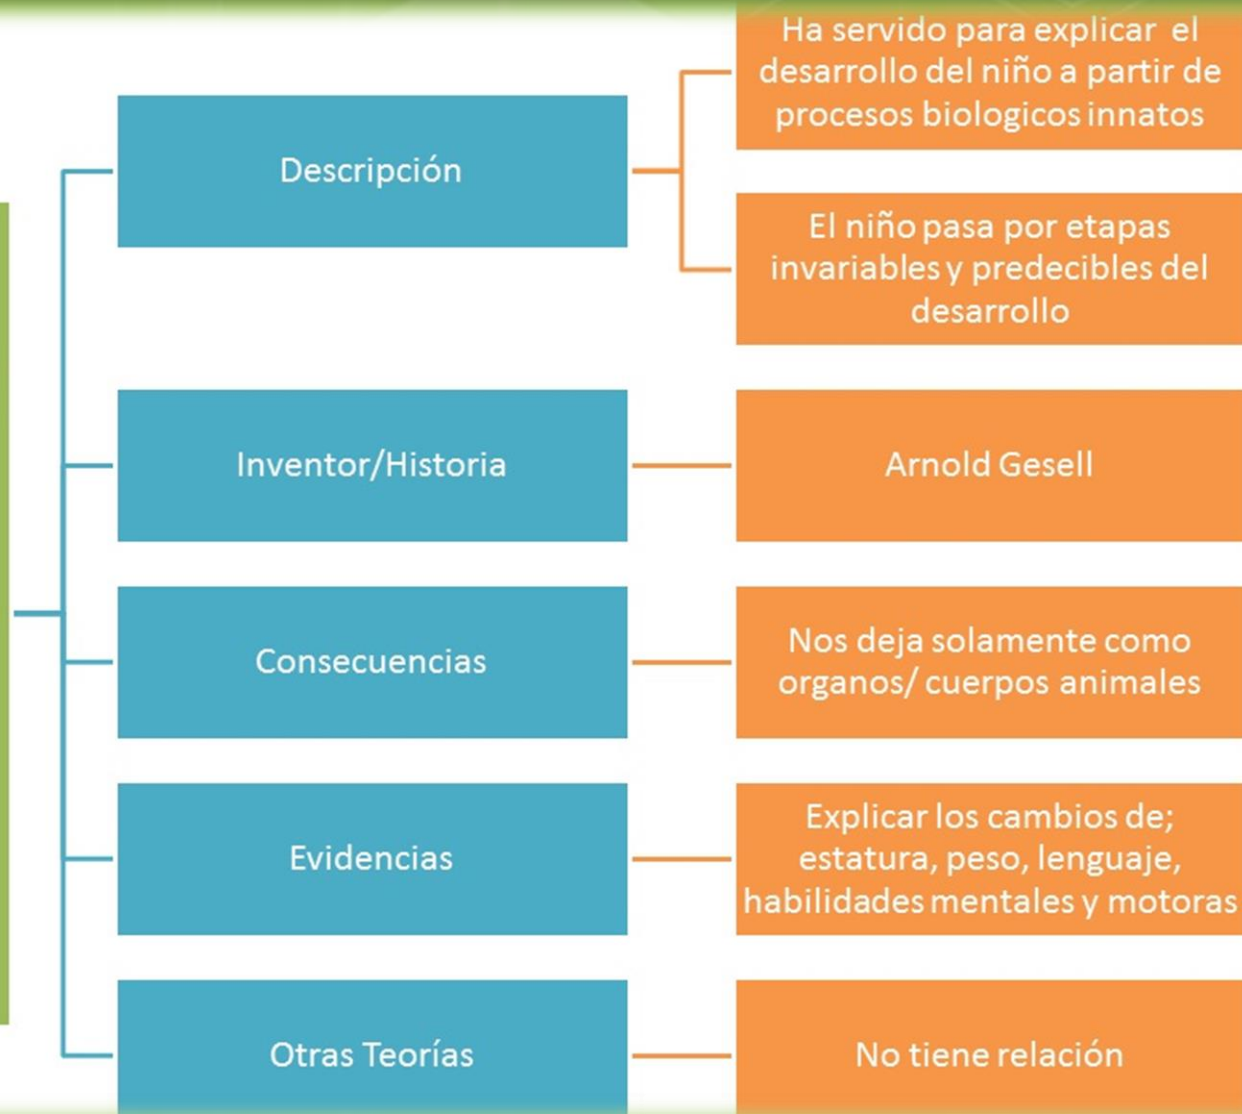 Ha servido para explicar el
desarrollo del niño a partir de
procesos biologicos innatos
Descripción
El niño pasa por etapas
invariables y predecibles del
desarrollo
Inventor/Historia
Arnold Gesell
Consecuencias
Nos deja solamente como
organos/ cuerpos animales
Evidencias
Explicar los cambios de;
estatura, peso, lenguaje,
habilidades mentales y motoras
Otras Teorías
No tiene relación